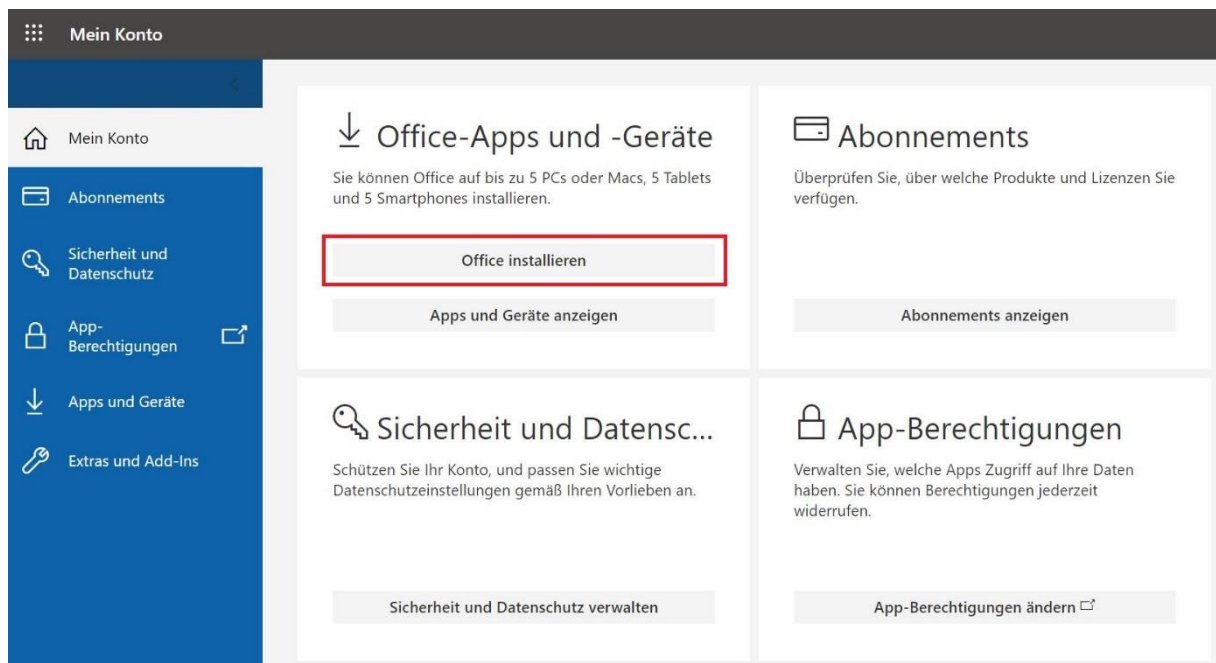 Mein Konto
Mein Konto
Abonnements
Sicherheit und
Datenschutz
App-
Berechtigungen
Apps und Geräte
Extras und Add-Ins
Office-Apps und -Geräte
Sie können Office auf bis zu 5 PCs oder Macs, 5 Tablets
und 5 Smartphones installieren.
Office installieren
Apps und Geräte anzeigen
Abonnements
Überprüfen Sie, über welche Produkte und Lizenzen Sie
verfügen.
Abonnements anzeigen
Sicherheit und Datensc...
Schützen Sie Ihr Konto, und passen Sie wichtige
Datenschutzeinstellungen gemäß Ihren Vorlieben an.
Sicherheit und Datenschutz verwalten
App-Berechtigungen
Verwalten Sie, welche Apps Zugriff auf Ihre Daten
haben. Sie können Berechtigungen jederzeit
widerrufen.
App-Berechtigungen ändern